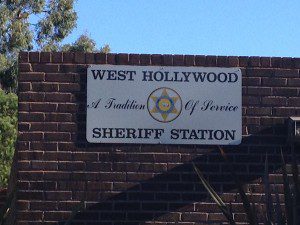 WEST HOLLYWOOD
A Tradition Of Service
SHERIFF STATION